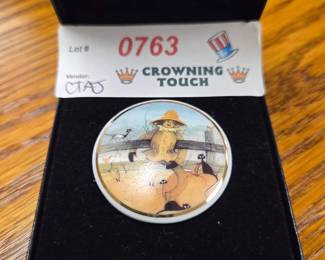 Lot #
0763
Vendor:
CTAJ
CROWNING
TOUCH